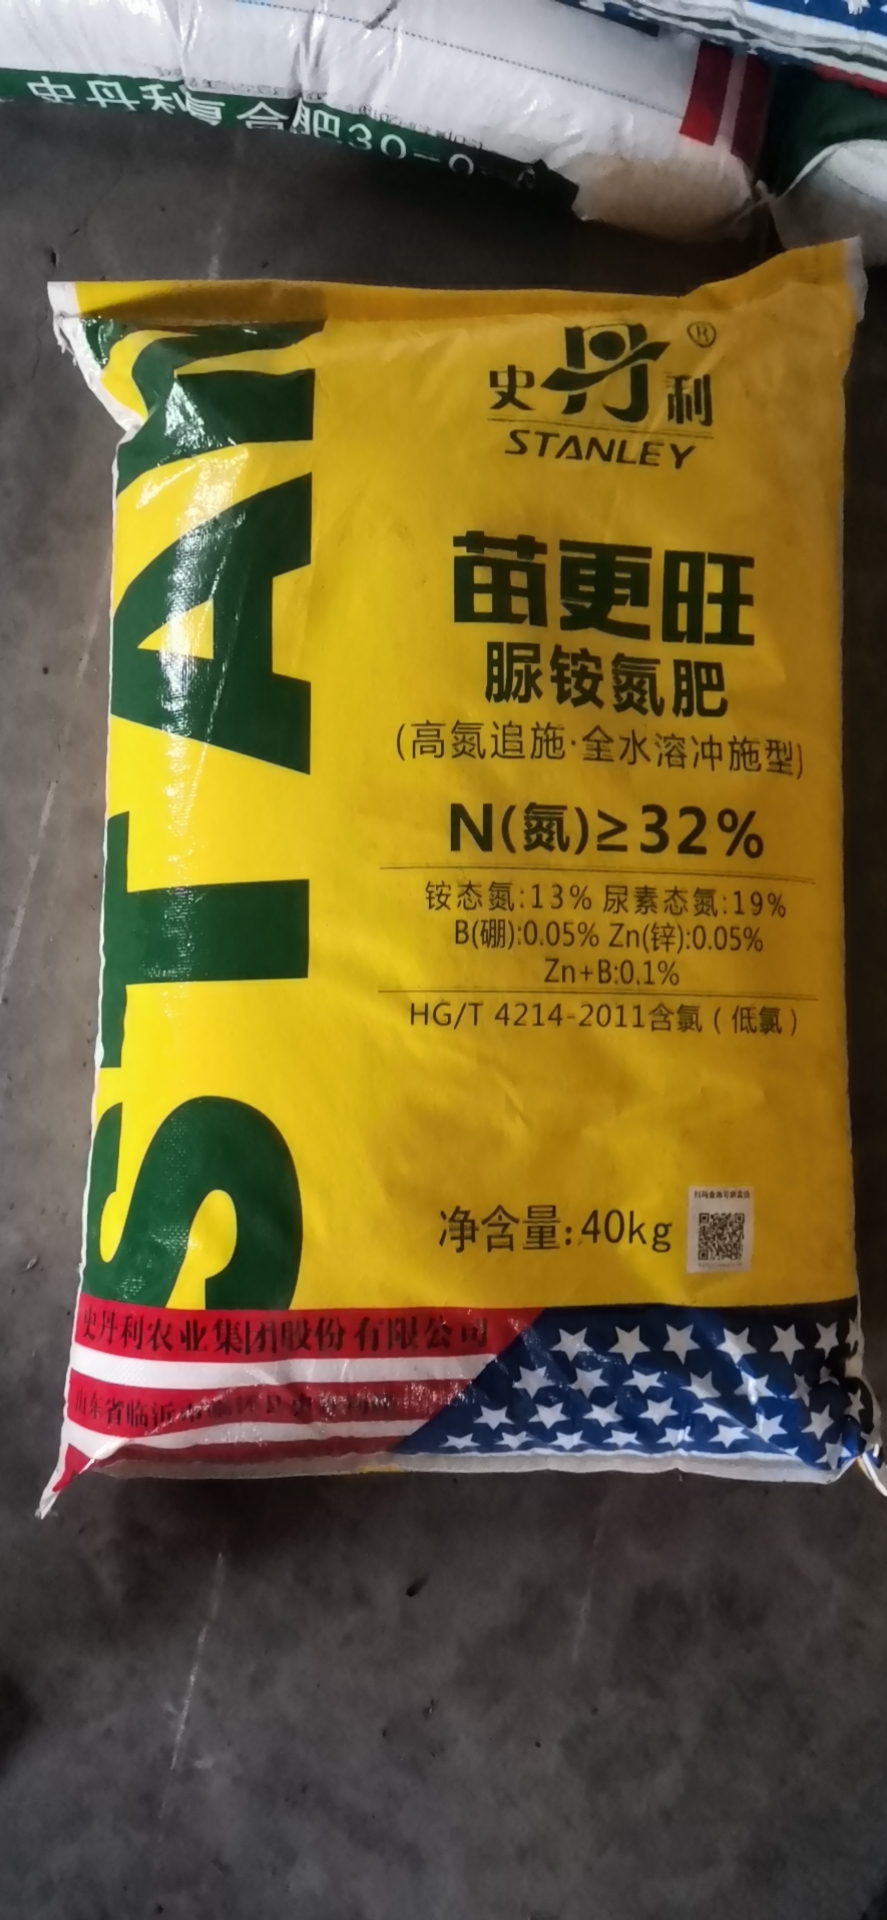 史丹利复合肥30-0-
史丹利®
STANLEY
STAN
苗更旺
脲铵氮肥
(高氮追施·全水溶冲施型)
N(氮)≥32%
铵态氮:13% 尿素态氮:19%
B(硼):0.05% Zn(锌):0.05%
Zn+B:0.1%
HG/T 4214-2011含氯(低氯)
净含量:40kg
史丹利农业集团股份有限公司
山东省临沂市